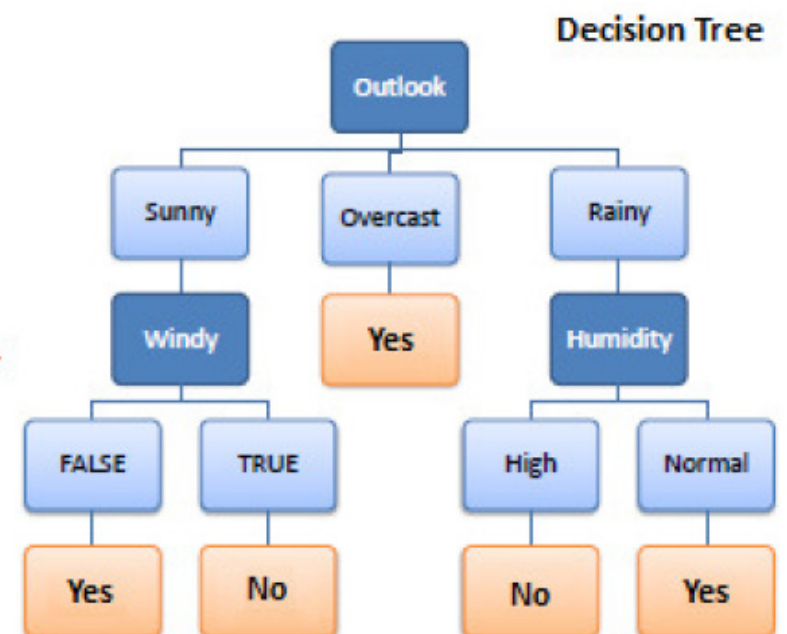 Decision Tree
Outlook
Sunny
Overcast
Rainy
Windy
Yes
Humidity
FALSE
TRUE
High
Normal
Yes
No
No
Yes